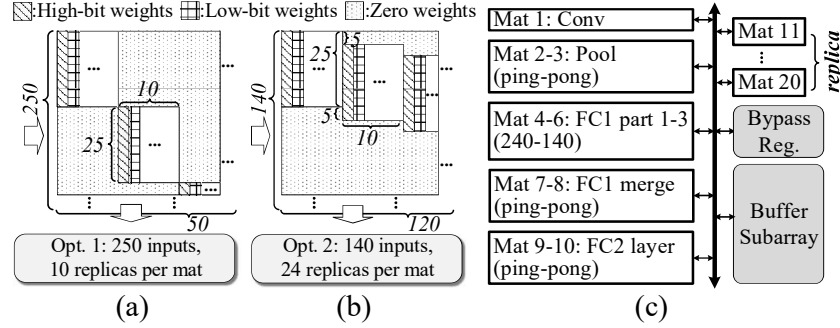 :High-bit weights :Low-bit weights :Zero weights
250
...
...
10
25
...
...
...
50
Opt. 1: 250 inputs,
10 replicas per mat
(a)
140
...
5
25
...
...
5
10
...
120
Opt. 2: 140 inputs,
24 replicas per mat
(b)
Mat 1: Conv
Mat 2-3: Pool
(ping-pong)
Mat 4-6: FC1 part 1-3
(240-140)
Mat 7-8: FC1 merge
(ping-pong)
Mat 9-10: FC2 layer
(ping-pong)
Mat 11
...
Mat 20
replica
Bypass
Reg.
Buffer
Subarray
(c)